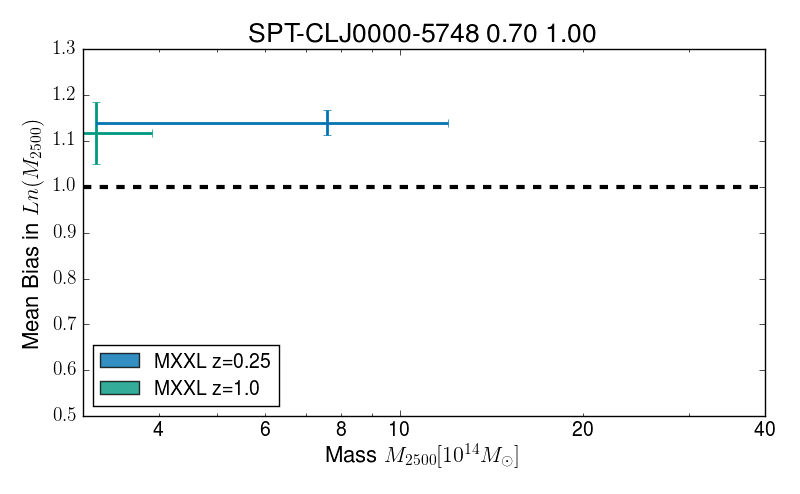 SPT-CLJ0000-5748 0.70 1.00
1.3
1.2
1.1
1.0
0.9
0.8
0.7
0.6
0.5
Mean Bias in Ln(M2500)
MXXL z=0.25
MXXL z=1.0
4 6 8 10 20 40
Mass M2500[10^14 M⊙]